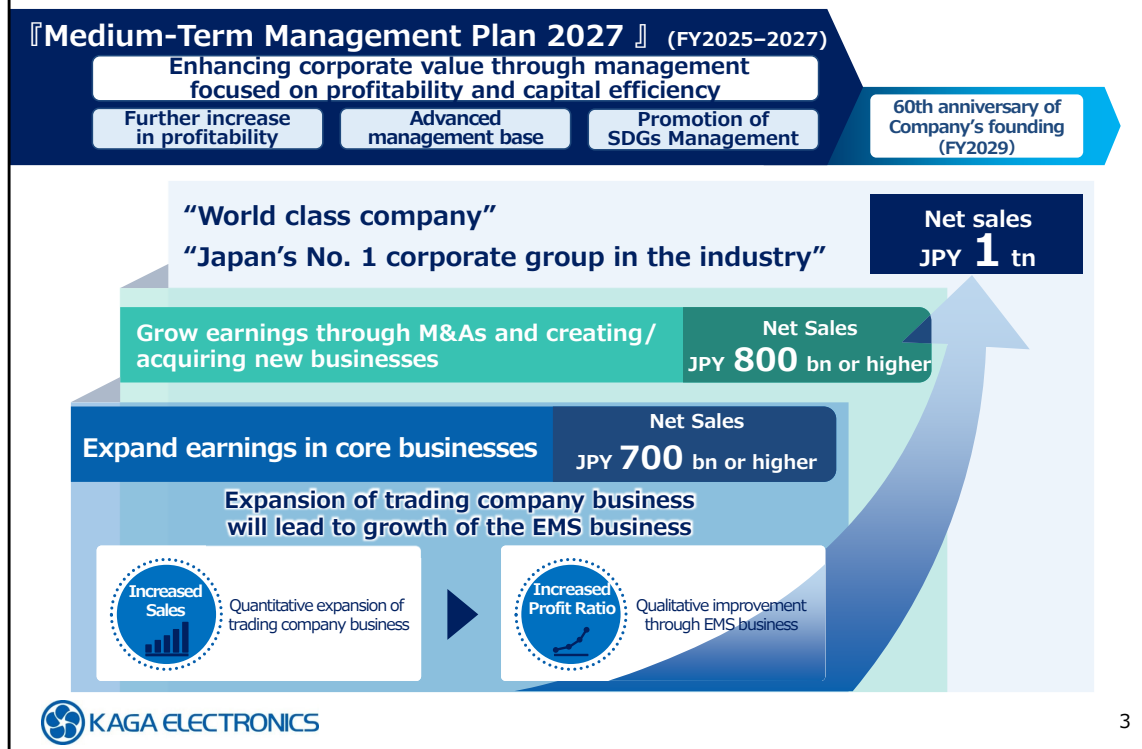 『Medium-Term Management Plan 2027 』 (FY2025–2027)
Enhancing corporate value through management
focused on profitability and capital efficiency
Further increase
in profitability
Advanced
management base
Promotion of
SDGs Management
60th anniversary of
Company’s founding
(FY2029)
“World class company”
“Japan’s No. 1 corporate group in the industry”
Net sales
JPY 1 tn
Grow earnings through M&As and creating/
acquiring new businesses
Net Sales
JPY 800 bn or higher
Expand earnings in core businesses
Net Sales
JPY 700 bn or higher
Expansion of trading company business
will lead to growth of the EMS business
Increased
Sales
Quantitative expansion of
trading company business
Increased
Profit Ratio
Qualitative improvement
through EMS business
KAGA ELECTRONICS
3